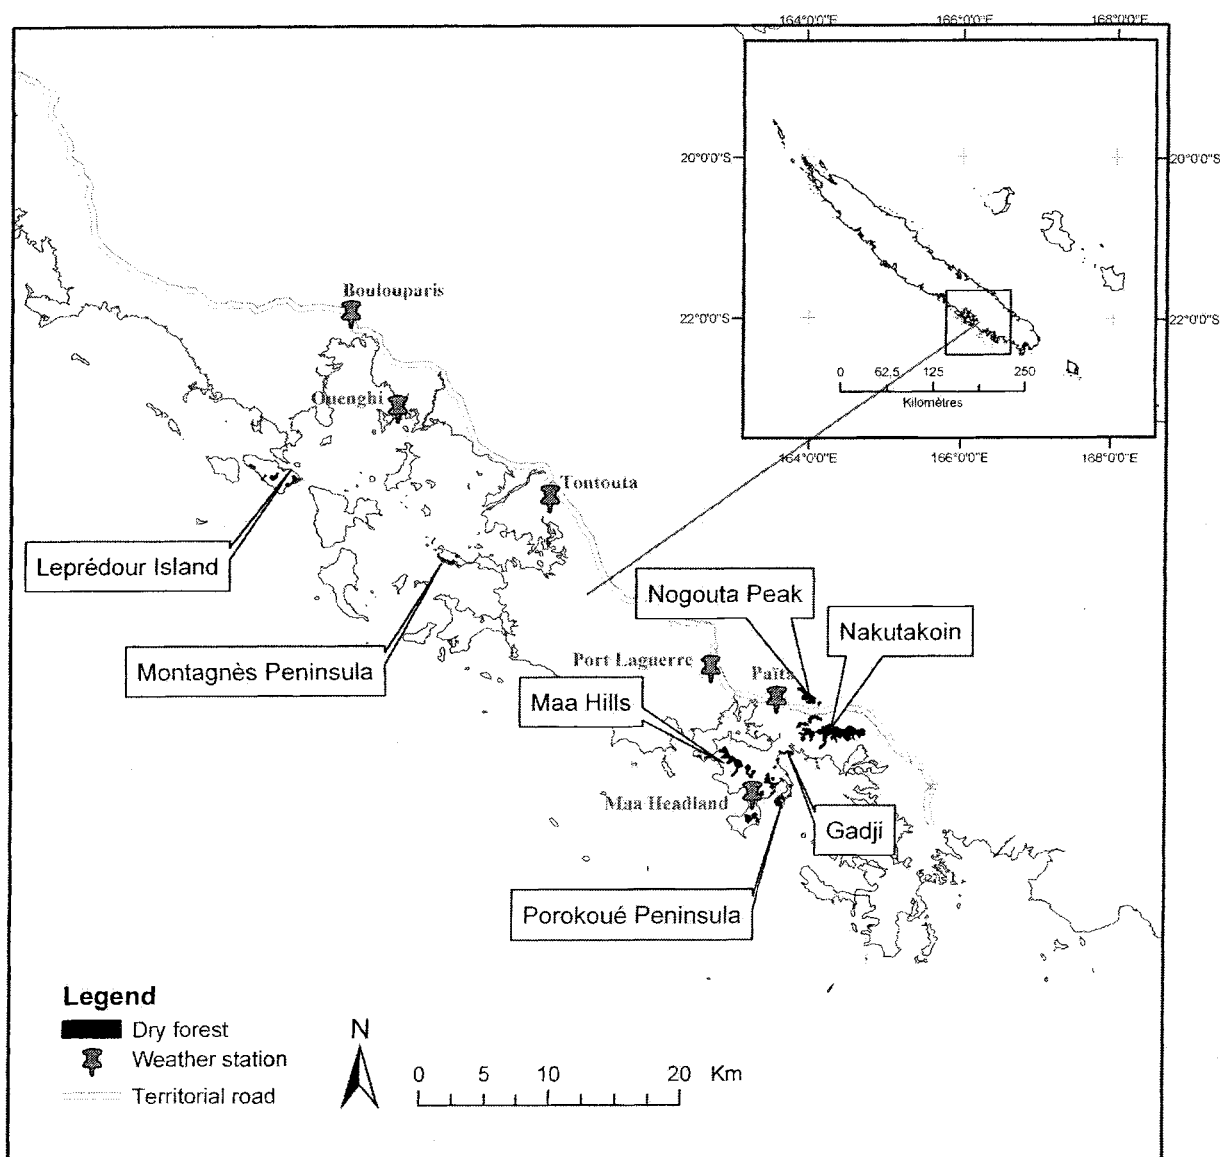 164°0'0"E 166°0'0"E 168°0'0"E
20°0'0"S 20°0'0"S
22°0'0"S 22°0'0"S
0 62.5 125 250
Kilomètres
164°0'0"E 166°0'0"E 168°0'0"E
Boulouparis
Ouenghi
Tontouta
Leprédour Island
Nogouta Peak
Nakutakoin
Montagnès Peninsula
Port Laguerre
Païta
Maa Hills
Maa Headland
Gadji
Porokoué Peninsula
Legend
Dry forest
Weather station
Territorial road
N
0 5 10 20 Km